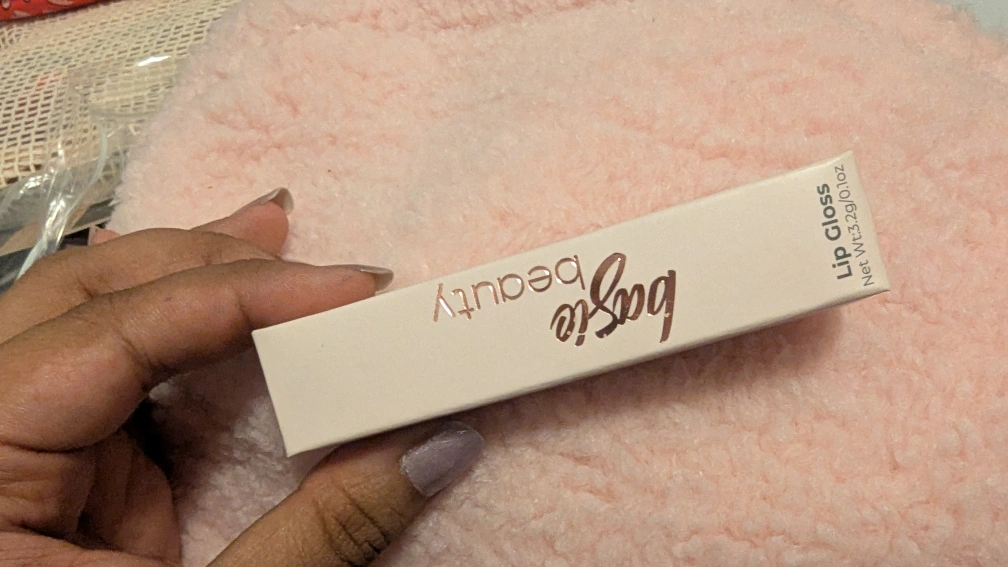 basie
beauty
Lip Gloss
Net Wt:3.2g/0.1oz